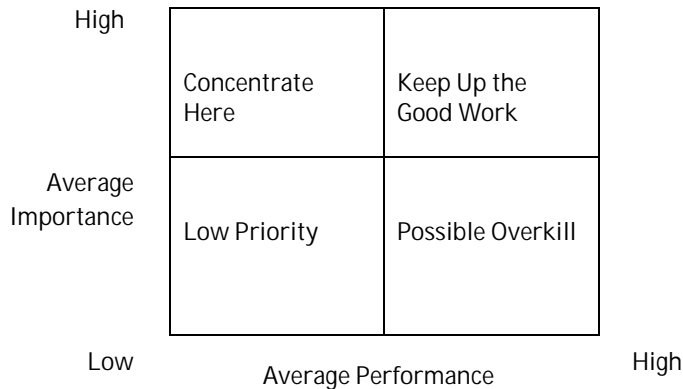 High
Concentrate
Here
Keep Up the
Good Work
Average
Importance
Low Priority
Possible Overkill
Low
Average Performance
High